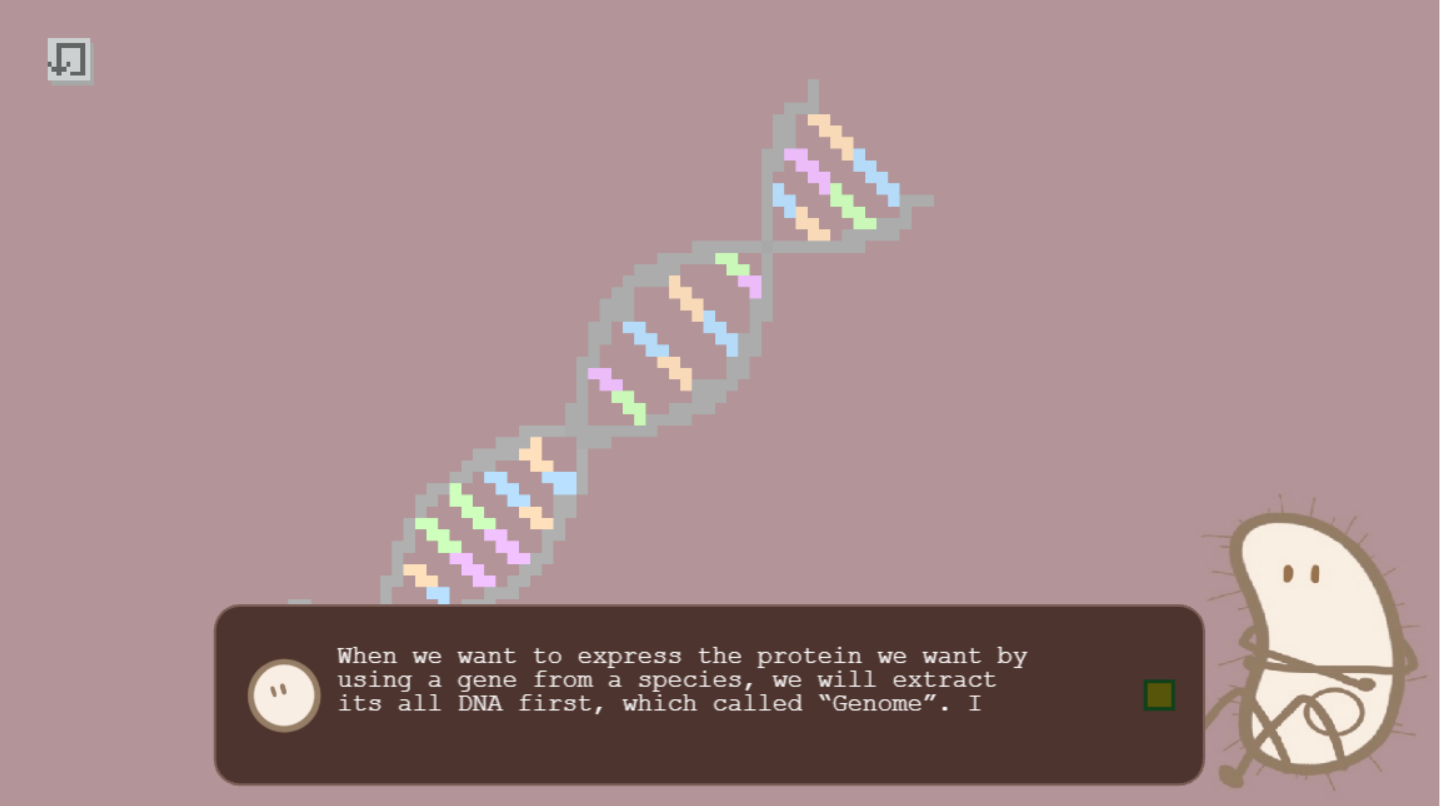 When we want to express the protein we want by
using a gene from a species, we will extract
its all DNA first, which called “Genome”. I